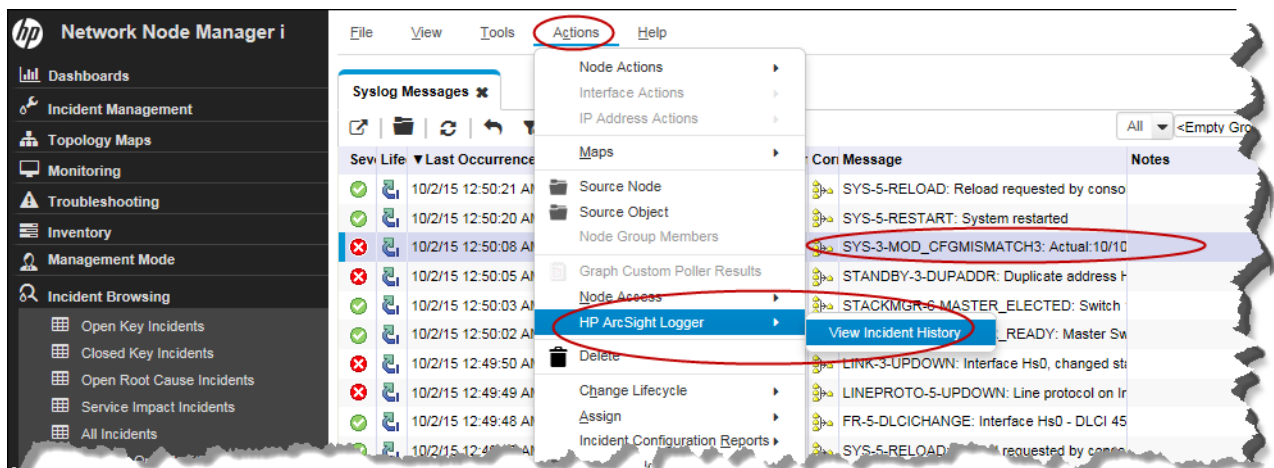 hp Network Node Manager i
File View Tools Actions Help
Dashboards
Incident Management
Topology Maps
Monitoring
Troubleshooting
Inventory
Management Mode
Incident Browsing
Open Key Incidents
Closed Key Incidents
Open Root Cause Incidents
Service Impact Incidents
All Incidents
Syslog Messages
All <Empty Gro
Sev Life Last Occurrence Cor Message Notes
10/2/15 12:50:21 AM SYS-5-RELOAD: Reload requested by conso
10/2/15 12:50:20 AM SYS-5-RESTART: System restarted
10/2/15 12:50:08 AM SYS-3-MOD_CFGMISMATCH3: Actual:10/10
10/2/15 12:50:05 AM STANDBY-3-DUPADDR: Duplicate address H
10/2/15 12:50:03 AM STACKMGR-6-MASTER_ELECTED: Switch
10/2/15 12:50:02 AM _READY: Master Sw
10/2/15 12:49:50 AM LINK-3-UPDOWN: Interface Hs0, changed sta
10/2/15 12:49:49 AM LINEPROTO-5-UPDOWN: Line protocol on In
10/2/15 12:49:48 AM FR-5-DLCICHANGE: Interface Hs0 - DLCI 45
SYS-5-RELOAD requested by
Node Actions
Interface Actions
IP Address Actions
Maps
Source Node
Source Object
Node Group Members
Graph Custom Poller Results
Node Access
HP ArcSight Logger
View Incident History
Delete
Change Lifecycle
Assign
Incident Configuration Reports